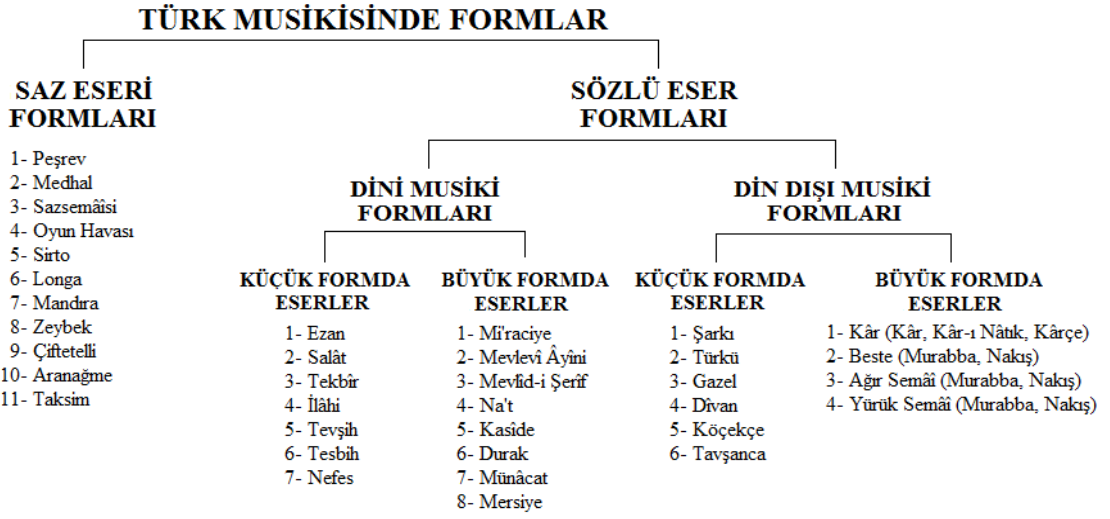 TÜRK MUSIKİSİNDE FORMLAR
SAZ ESERİ
FORMLARI
1- Peşrev
2- Medhal
3- Sazsemâîsi
4- Oyun Havası
5- Sirto
6- Longa
7- Mandıra
8- Zeybek
9- Çiftetelli
10- Aranağme
11- Taksim
SÖZLÜ ESER
FORMLARI
DİNİ MUSİKİ
FORMLARI
KÜÇÜK FORMDA
ESERLER
1- Ezan
2- Salât
3- Tekbîr
4- İlâhi
5- Tevşih
6- Tesbih
7- Nefes
BÜYÜK FORMDA
ESERLER
1- Mi'raciye
2- Mevlevî Âyîni
3- Mevlîd-i Şerîf
4- Na't
5- Kasîde
6- Durak
7- Münâcat
8- Mersiye
DİN DIŞI MUSİKİ
FORMLARI
KÜÇÜK FORMDA
ESERLER
1- Şarkı
2- Türkü
3- Gazel
4- Dîvan
5- Köçekçe
6- Tavşanca
BÜYÜK FORMDA
ESERLER
1- Kâr (Kâr, Kâr-ı Nâtık, Kârçe)
2- Beste (Murabba, Nakış)
3- Ağır Semâî (Murabba, Nakış)
4- Yürük Semâî (Murabba, Nakış)